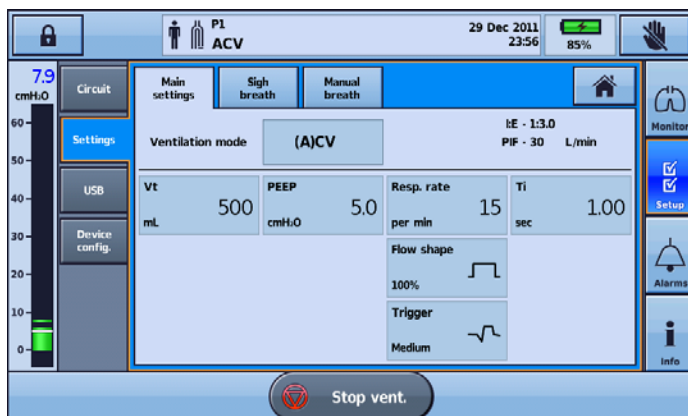 P1
ACV
29 Dec 2011
23:56
85%
7.9
cmH₂O
60
50
40
30
20
10
0
Circuit
Settings
USB
Device
config.
Main
settings
Sigh
breath
Manual
breath
Ventilation mode
(A)CV
I:E - 1:3.0
PIF - 30 L/min
Vt
500
mL
PEEP
5.0
cmH₂O
Resp. rate
15
per min
Ti
1.00
sec
Flow shape
100%
Trigger
Medium
Monitor
Setup
Alarms
Info
Stop vent.